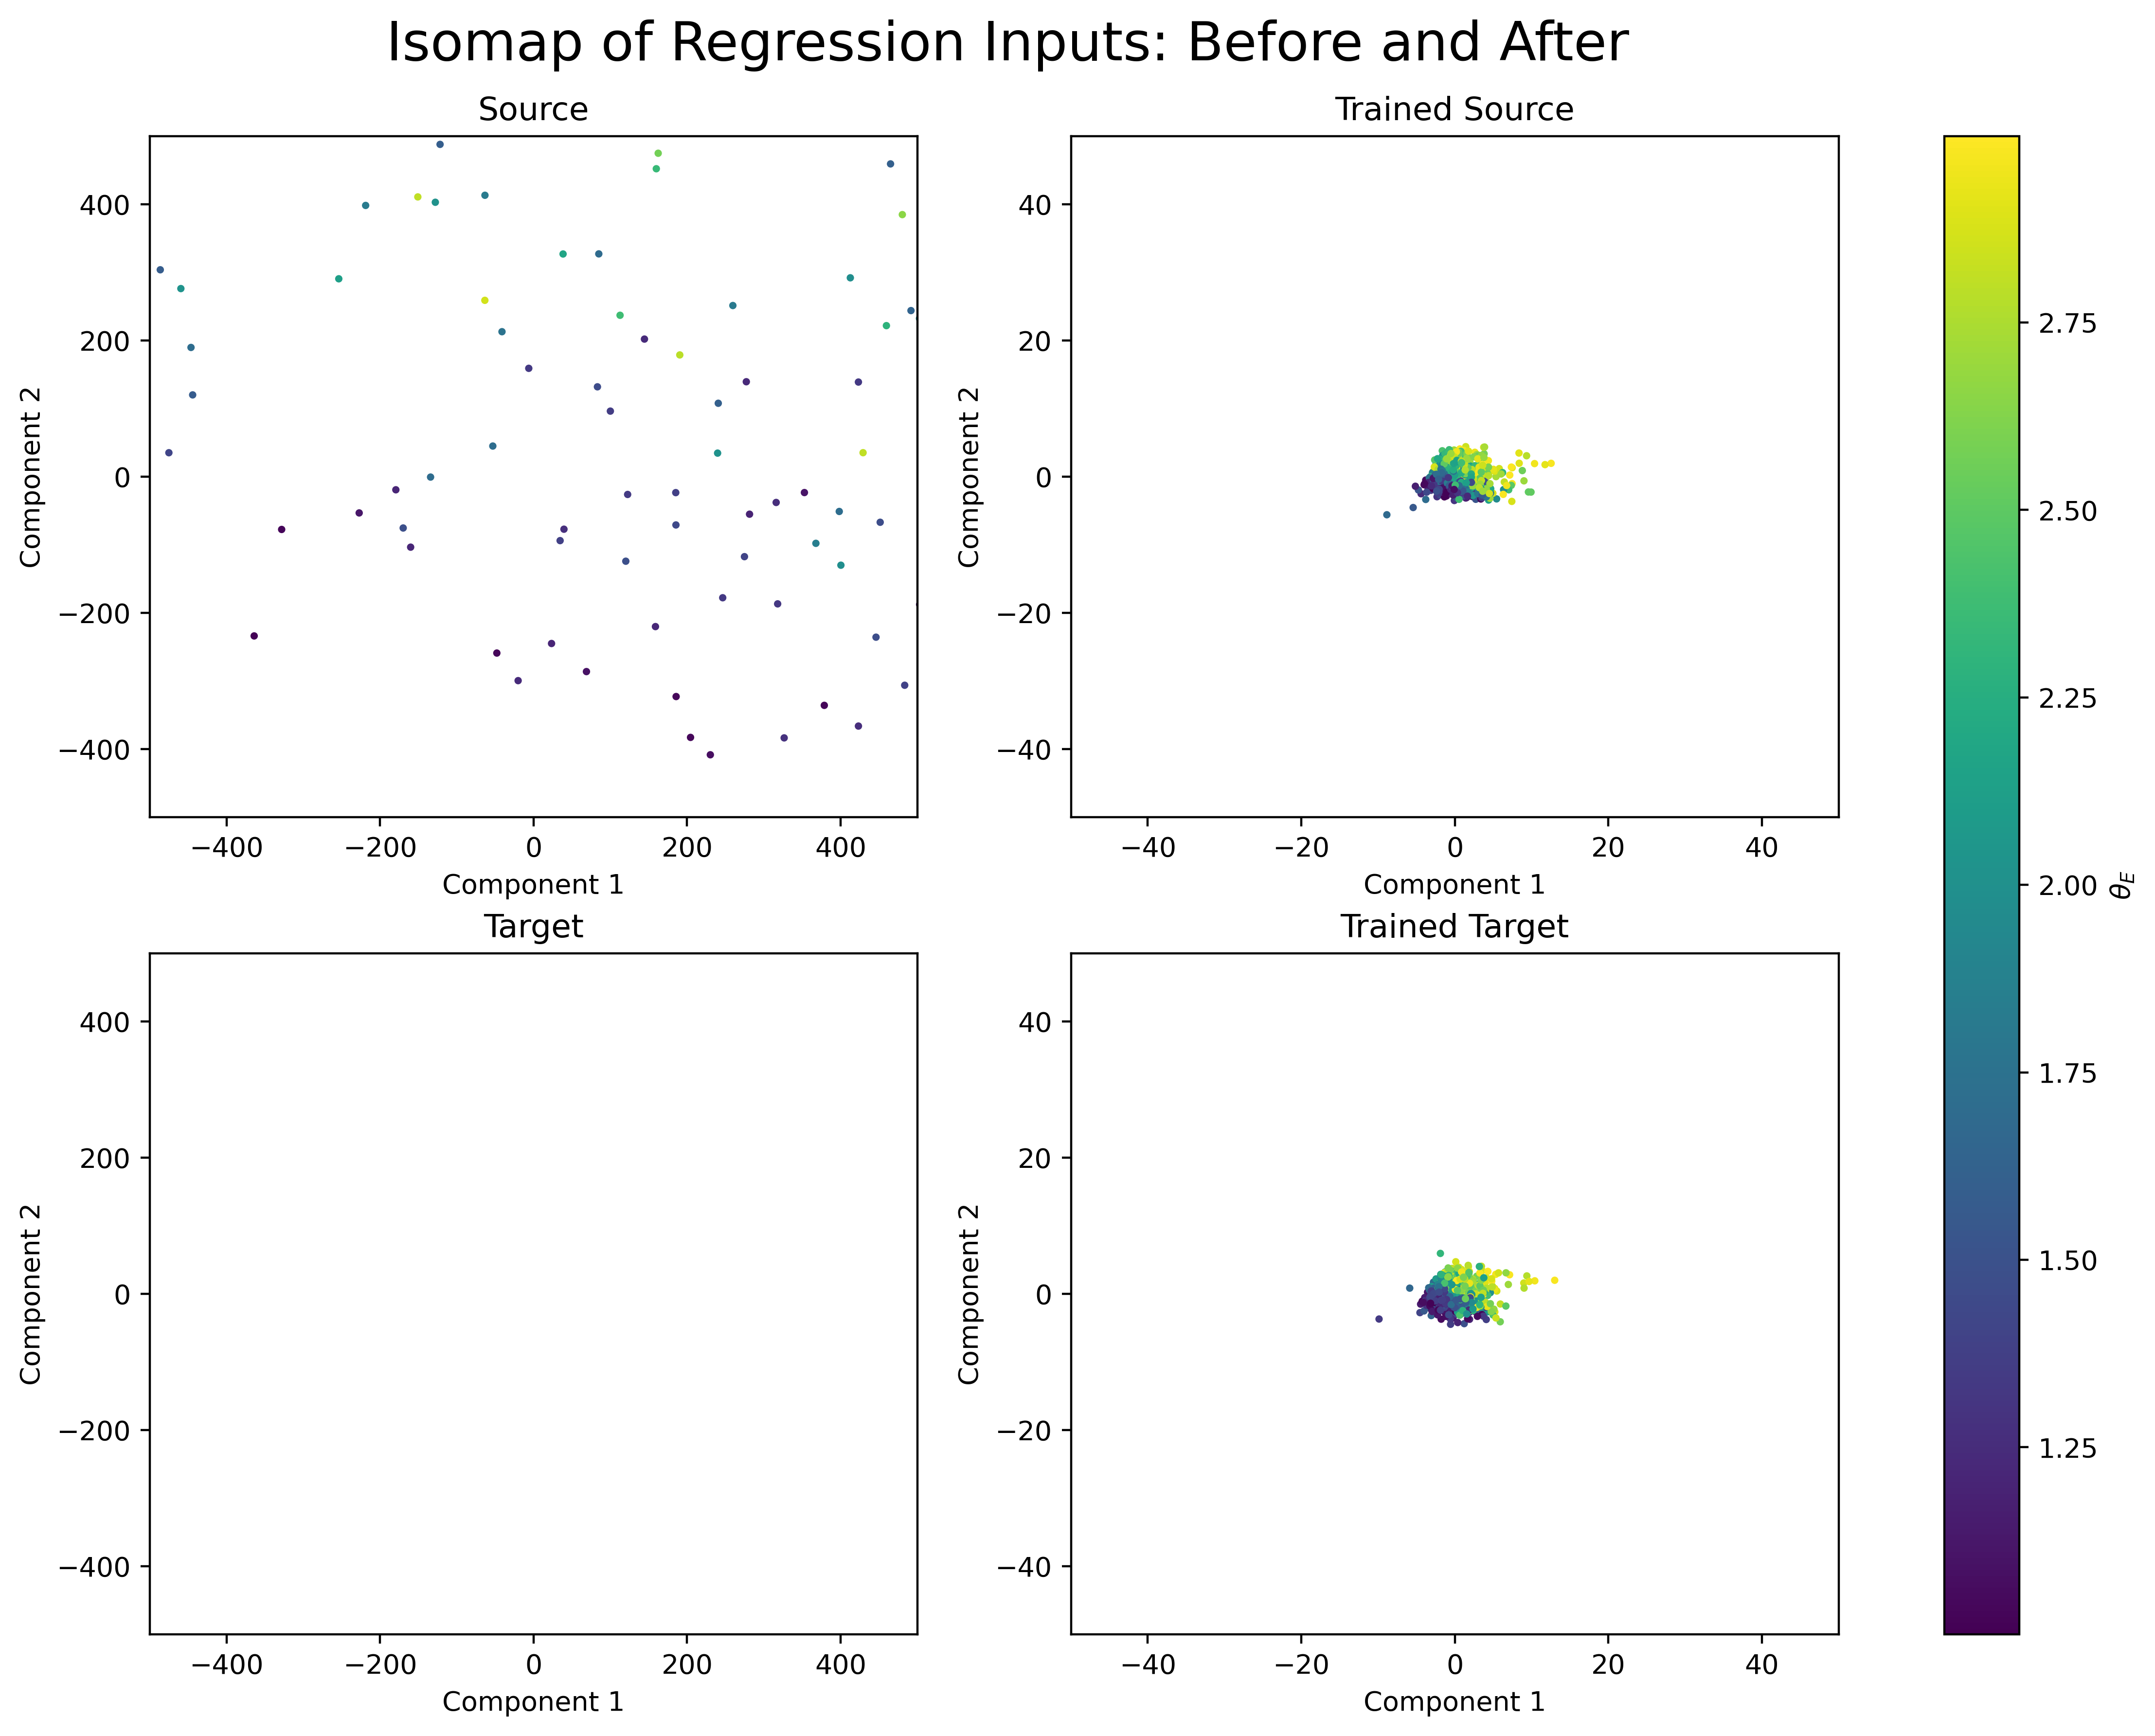 Isomap of Regression Inputs: Before and After
Source
Trained Source
400
200
0
−200
−400
Component 2
−400 −200 0 200 400
Component 1
40
20
0
−20
−40
Component 2
−40 −20 0 20 40
Component 1
Target
Trained Target
400
200
0
−200
−400
Component 2
−400 −200 0 200 400
Component 1
40
20
0
−20
−40
Component 2
−40 −20 0 20 40
Component 1
2.75
2.50
2.25
2.00
1.75
1.50
1.25
θ_E